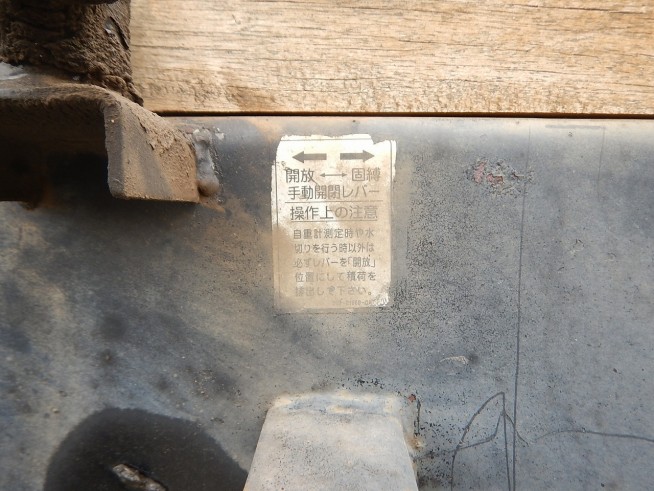 開放 ←→ 固縛
手動開閉レバー
操作上の注意
自重計測定時や水
切りを行う時以外は
必ずレバーを「開放」
位置にして積荷を
排出して下さい。